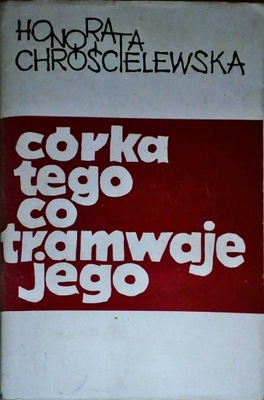 HONORATA
CHROŚCIELEWSKA
córka
tego
co
tramwaje
jego